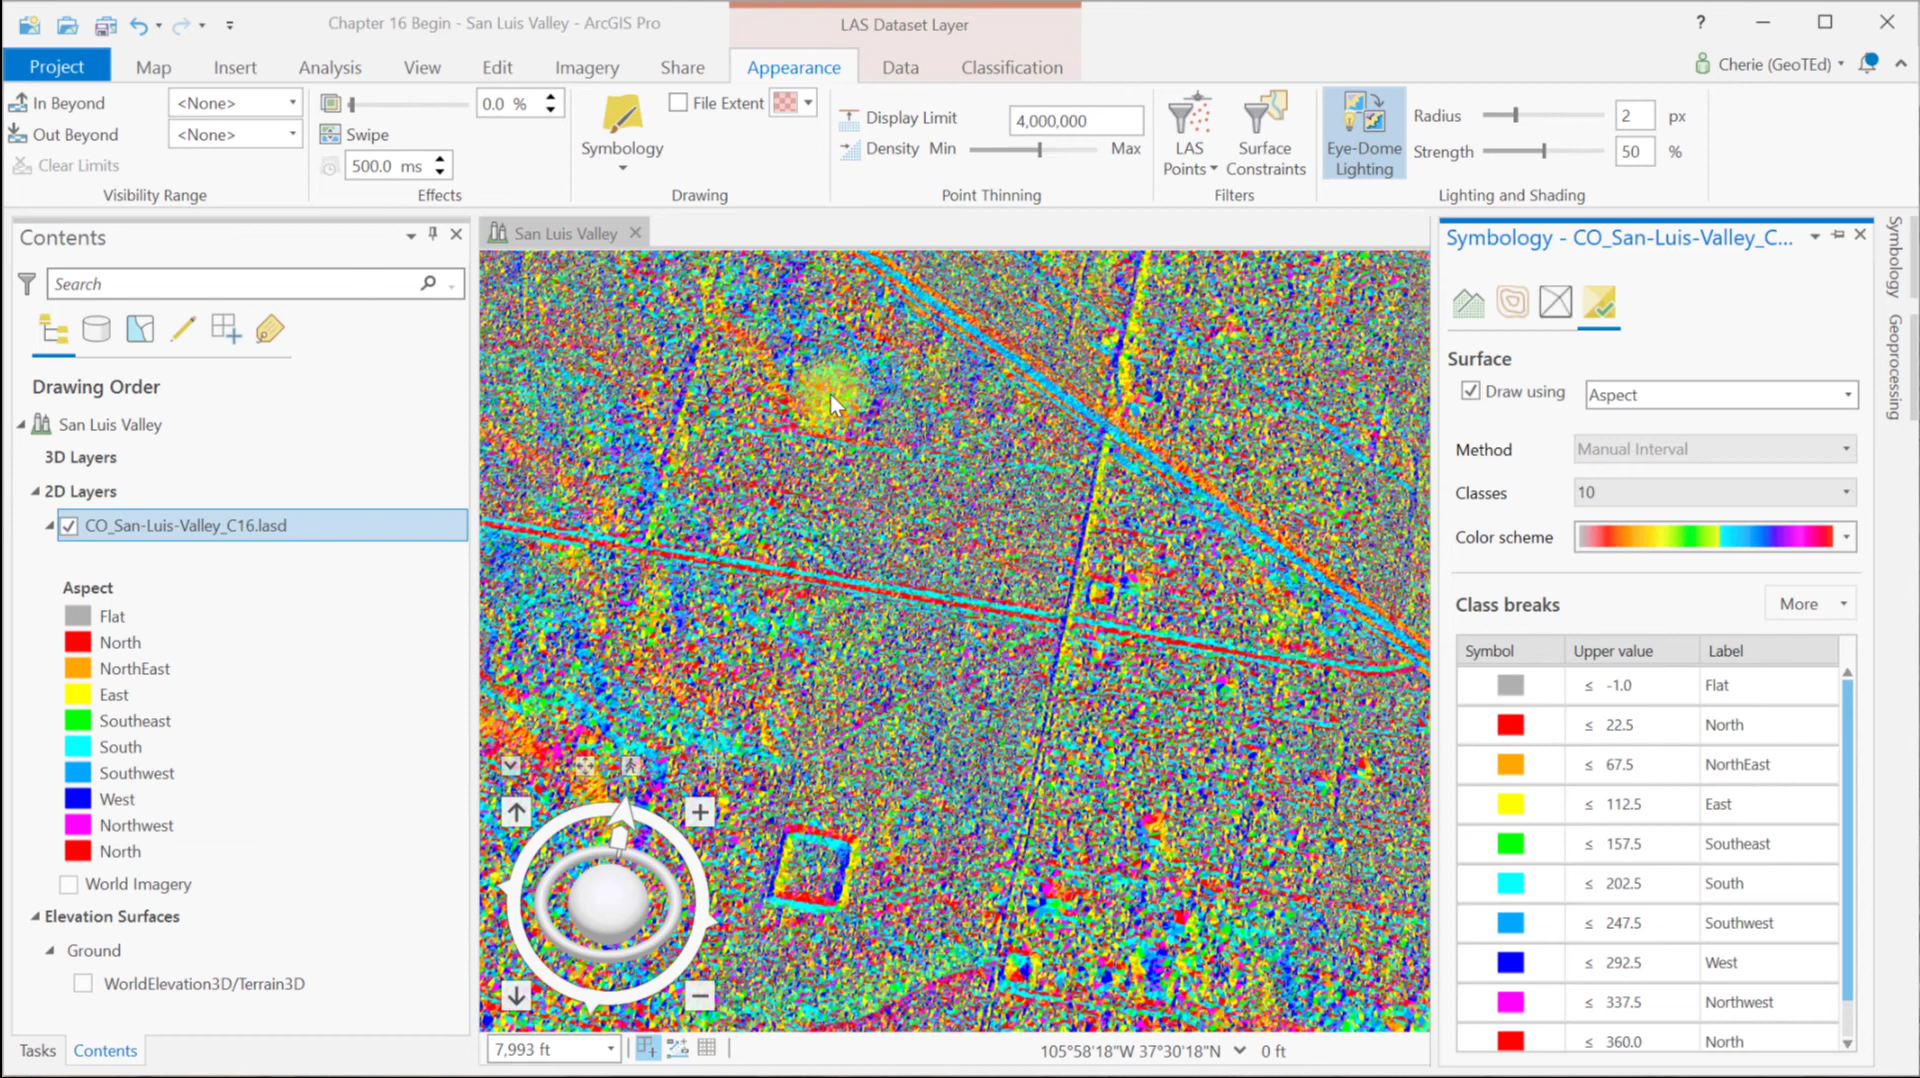 Chapter 16 Begin - San Luis Valley - ArcGIS Pro
LAS Dataset Layer
?
Project
Map
Insert
Analysis
View
Edit
Imagery
Share
Appearance
Data
Classification
Cherie (GeoTEd)
In Beyond
<None>
Out Beyond
<None>
Clear Limits
Visibility Range
0.0 %
Swipe
500.0 ms
Effects
Symbology
File Extent
Drawing
Display Limit
4,000,000
Density Min
Max
Point Thinning
LAS
Points
Surface
Constraints
Filters
Eye-Dome
Lighting
Radius
2 px
Strength
50 %
Lighting and Shading
Contents
Search
Drawing Order
San Luis Valley
3D Layers
2D Layers
CO_San-Luis-Valley_C16.lasd
Aspect
Flat
North
NorthEast
East
Southeast
South
Southwest
West
Northwest
North
World Imagery
Elevation Surfaces
Ground
WorldElevation3D/Terrain3D
Tasks
Contents
San Luis Valley
7,993 ft
105°58'18"W 37°30'18"N
0 ft
Symbology - CO_San-Luis-Valley_C...
Surface
Draw using
Aspect
Method
Manual Interval
Classes
10
Color scheme
Class breaks
More
Symbol Upper value Label
≤ -1.0 Flat
≤ 22.5 North
≤ 67.5 NorthEast
≤ 112.5 East
≤ 157.5 Southeast
≤ 202.5 South
≤ 247.5 Southwest
≤ 292.5 West
≤ 337.5 Northwest
≤ 360.0 North
Symbology
Geoprocessing